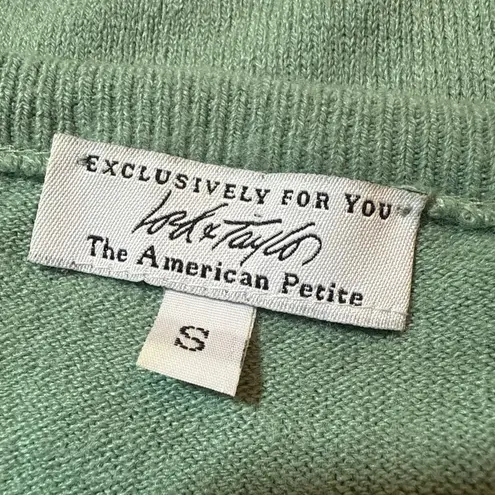 EXCLUSIVELY FOR YOU
Lord & Taylor
The American Petite
S